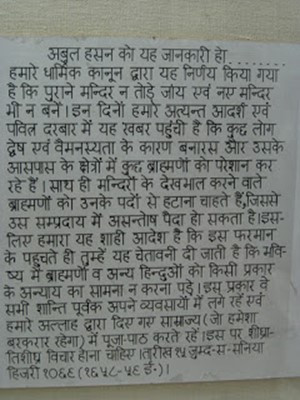 अबुल हसन को यह जानकारी हो........
हमारे धार्मिक कानून द्वारा यह निर्णय किया गया
है कि पुराने मन्दिर न तोड़े जाय एवं नए मन्दिर
भी न बनें। इन दिनों हमारे अत्यन्त आदर्श एवं
पवित्र दरबार में यह खबर पहुंची है कि कुछ लोग
द्वेष एवं वैमनस्यता के कारण बनारस और उसके
आसपास के क्षेत्रों में कुछ ब्राह्मणों को परेशान कर
रहे हैं। साथ ही मन्दिरों के देखभाल करने वाले
ब्राह्मणों को उनके पदों से हटाना चाहते हैं,जिससे
उस सम्प्रदाय में असन्तोष पैदा हो सकता है।इस-
लिए हमारा यह शाही आदेश है कि इस फरमान
के पहुचते ही तुम्हें यह चेतावनी दी जाती है कि भवि-
ष्य में ब्राह्मणों व अन्य हिन्दुओं को किसी प्रकार
के अन्याय का सामना न करना पड़े।इस प्रकार वे
सभी शान्ति पूर्वक अपने व्यवसायों में लगे रहें एवं
हमारे अल्लाह द्वारा दिए गए साम्राज्य (जो हमेशा
बरकरार रहेगा) में पूजा-पाठ करते रहें।इस पर शीघ्रा-
तिशीघ्र विचार होना चाहिए।तारीख १५ जुम्द-स-सनिया
हिजरी १०६९ (१६५८-५९ ई॰)।